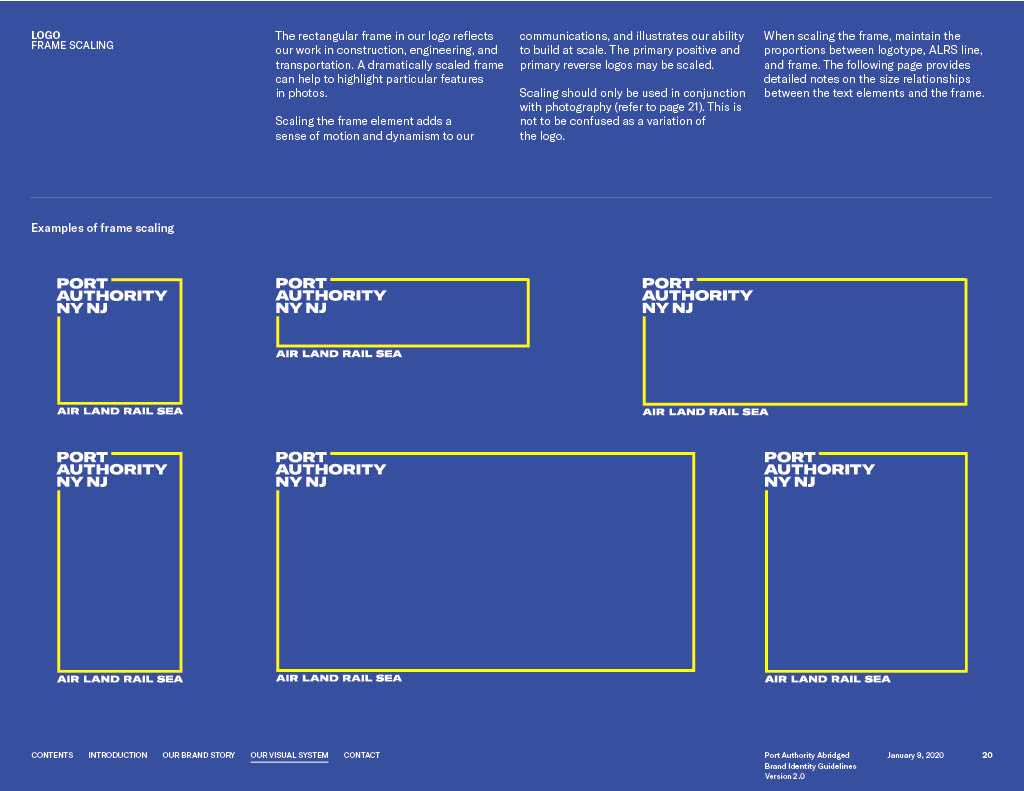 LOGO
FRAME SCALING
The rectangular frame in our logo reflects
our work in construction, engineering, and
transportation. A dramatically scaled frame
can help to highlight particular features
in photos.
Scaling the frame element adds a
sense of motion and dynamism to our
communications, and illustrates our ability
to build at scale. The primary positive and
primary reverse logos may be scaled.
Scaling should only be used in conjunction
with photography (refer to page 21). This is
not to be confused as a variation of
the logo.
When scaling the frame, maintain the
proportions between logotype, ALRS line,
and frame. The following page provides
detailed notes on the size relationships
between the text elements and the frame.
Examples of frame scaling
PORT
AUTHORITY
NY NJ
AIR LAND RAIL SEA
PORT
AUTHORITY
NY NJ
AIR LAND RAIL SEA
PORT
AUTHORITY
NY NJ
AIR LAND RAIL SEA
PORT
AUTHORITY
NY NJ
AIR LAND RAIL SEA
PORT
AUTHORITY
NY NJ
AIR LAND RAIL SEA
PORT
AUTHORITY
NY NJ
AIR LAND RAIL SEA
CONTENTS INTRODUCTION OUR BRAND STORY OUR VISUAL SYSTEM CONTACT
Port Authority Abridged
Brand Identity Guidelines
Version 2.0
January 9, 2020
20